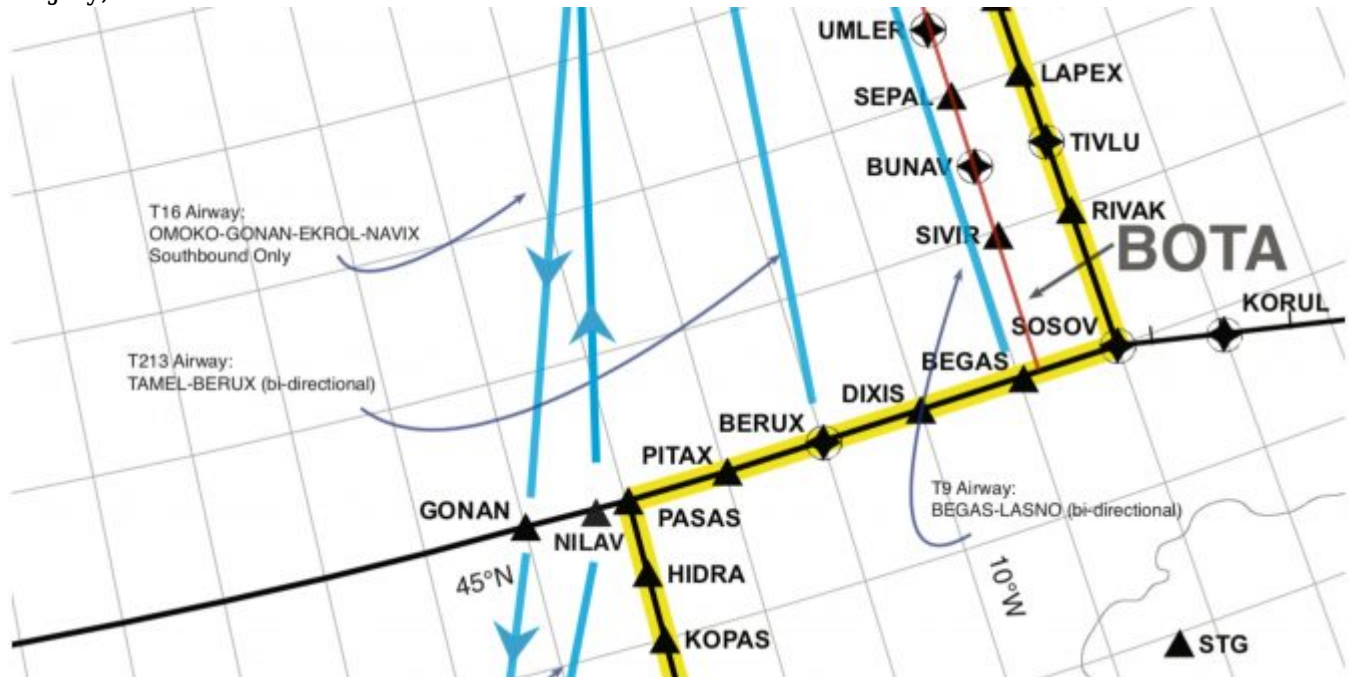 UMLER
LAPEX
SEPAL
TIVLU
BUNAV
T16 Airway:
OMOKO-GONAN-EKROL-NAVIX
Southbound Only
RIVAK
SIVIR
BOTA
KORUL
SOSOV
T213 Airway:
TAMEL-BERUX (bi-directional)
BEGAS
DIXIS
BERUX
PITAX
T9 Airway:
BEGAS-LASNO (bi-directional)
GONAN
PASAS
NILAV
45°N
HIDRA
10°W
KOPAS
STG